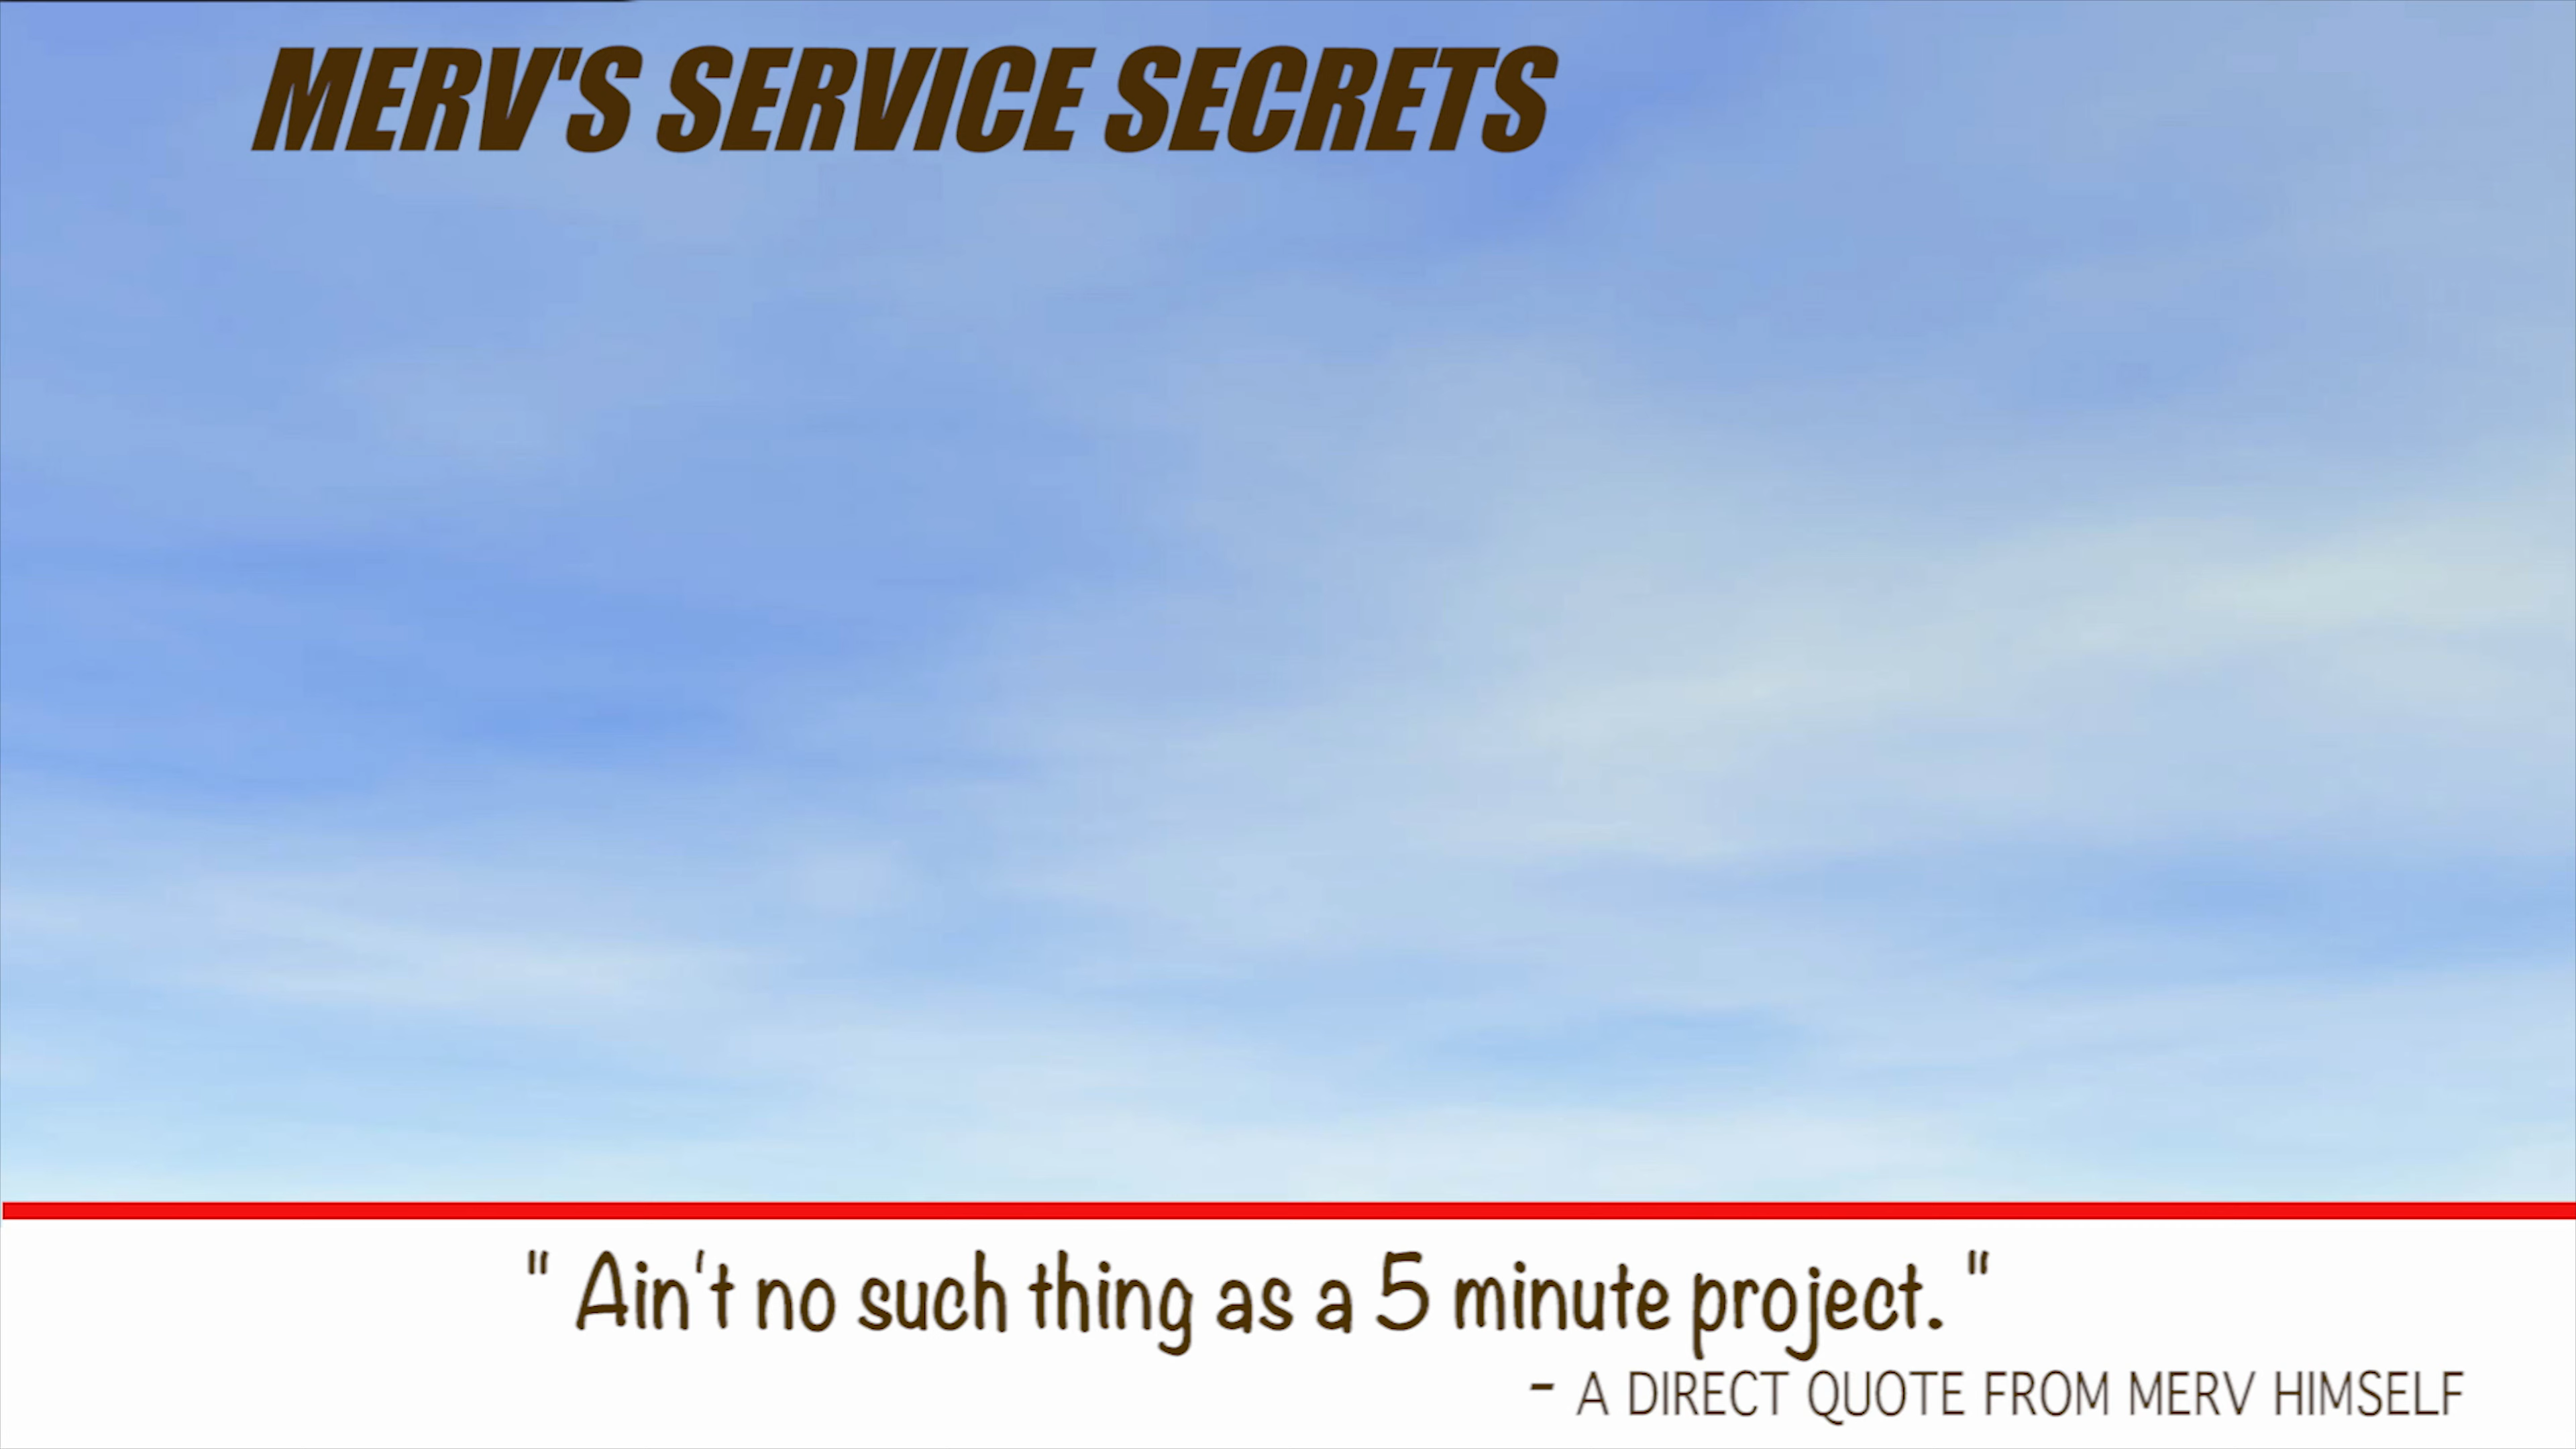 MERV'S SERVICE SECRETS
" Ain't no such thing as a 5 minute project. "
- A DIRECT QUOTE FROM MERV HIMSELF